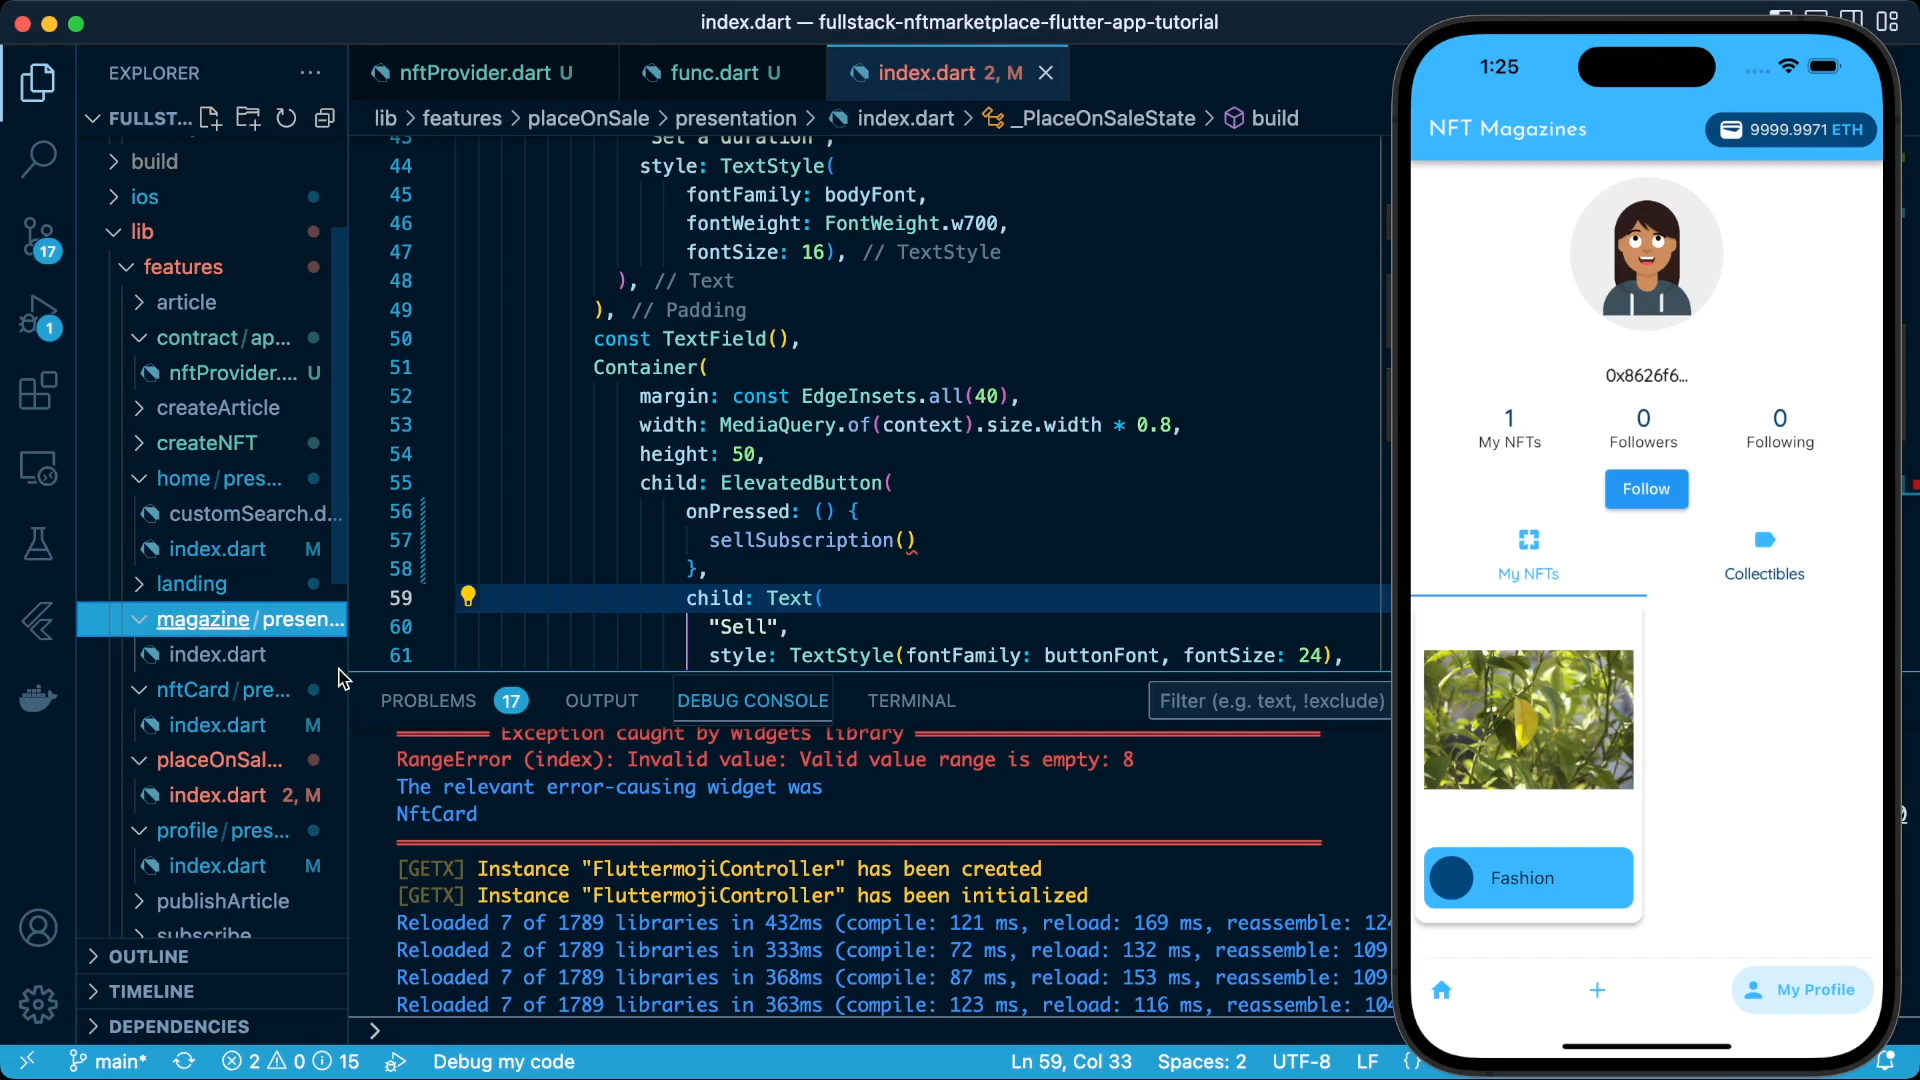 index.dart — fullstack-nftmarketplace-flutter-app-tutorial
EXPLORER
FULLST...
build
ios
lib
features
article
contract/ap...
nftProvider.... U
createArticle
createNFT
home/pres...
customSearch.d...
index.dart M
landing
magazine/presen...
index.dart
nftCard/pre...
index.dart M
placeOnSal...
index.dart 2, M
profile/pres...
index.dart M
publishArticle
subscribe
OUTLINE
TIMELINE
DEPENDENCIES
17
1
nftProvider.dart U
func.dart U
index.dart 2, M
lib > features > placeOnSale > presentation > index.dart > _PlaceOnSaleState > build
43 "Set a duration",
44 style: TextStyle(
45 fontFamily: bodyFont,
46 fontWeight: FontWeight.w700,
47 fontSize: 16), // TextStyle
48 ), // Text
49 ), // Padding
50 const TextField(),
51 Container(
52 margin: const EdgeInsets.all(40),
53 width: MediaQuery.of(context).size.width * 0.8,
54 height: 50,
55 child: ElevatedButton(
56 onPressed: () {
57 sellSubscription()
58 },
59 child: Text(
60 "Sell",
61 style: TextStyle(fontFamily: buttonFont, fontSize: 24),
PROBLEMS 17
OUTPUT
DEBUG CONSOLE
TERMINAL
Filter (e.g. text, !exclude)
Exception caught by widgets library
RangeError (index): Invalid value: Valid value range is empty: 8
The relevant error-causing widget was
NftCard
[GETX] Instance "FluttermojiController" has been created
[GETX] Instance "FluttermojiController" has been initialized
Reloaded 7 of 1789 libraries in 432ms (compile: 121 ms, reload: 169 ms, reassemble: 124
Reloaded 2 of 1789 libraries in 333ms (compile: 72 ms, reload: 132 ms, reassemble: 109
Reloaded 7 of 1789 libraries in 368ms (compile: 87 ms, reload: 153 ms, reassemble: 109
Reloaded 7 of 1789 libraries in 363ms (compile: 123 ms, reload: 116 ms, reassemble: 104
>
main*
2 0 15
Debug my code
Ln 59, Col 33
Spaces: 2
UTF-8
LF
{}
1:25
NFT Magazines
9999.9971 ETH
0x8626f6...
1 0 0
My NFTs Followers Following
Follow
My NFTs
Collectibles
Fashion
+
My Profile